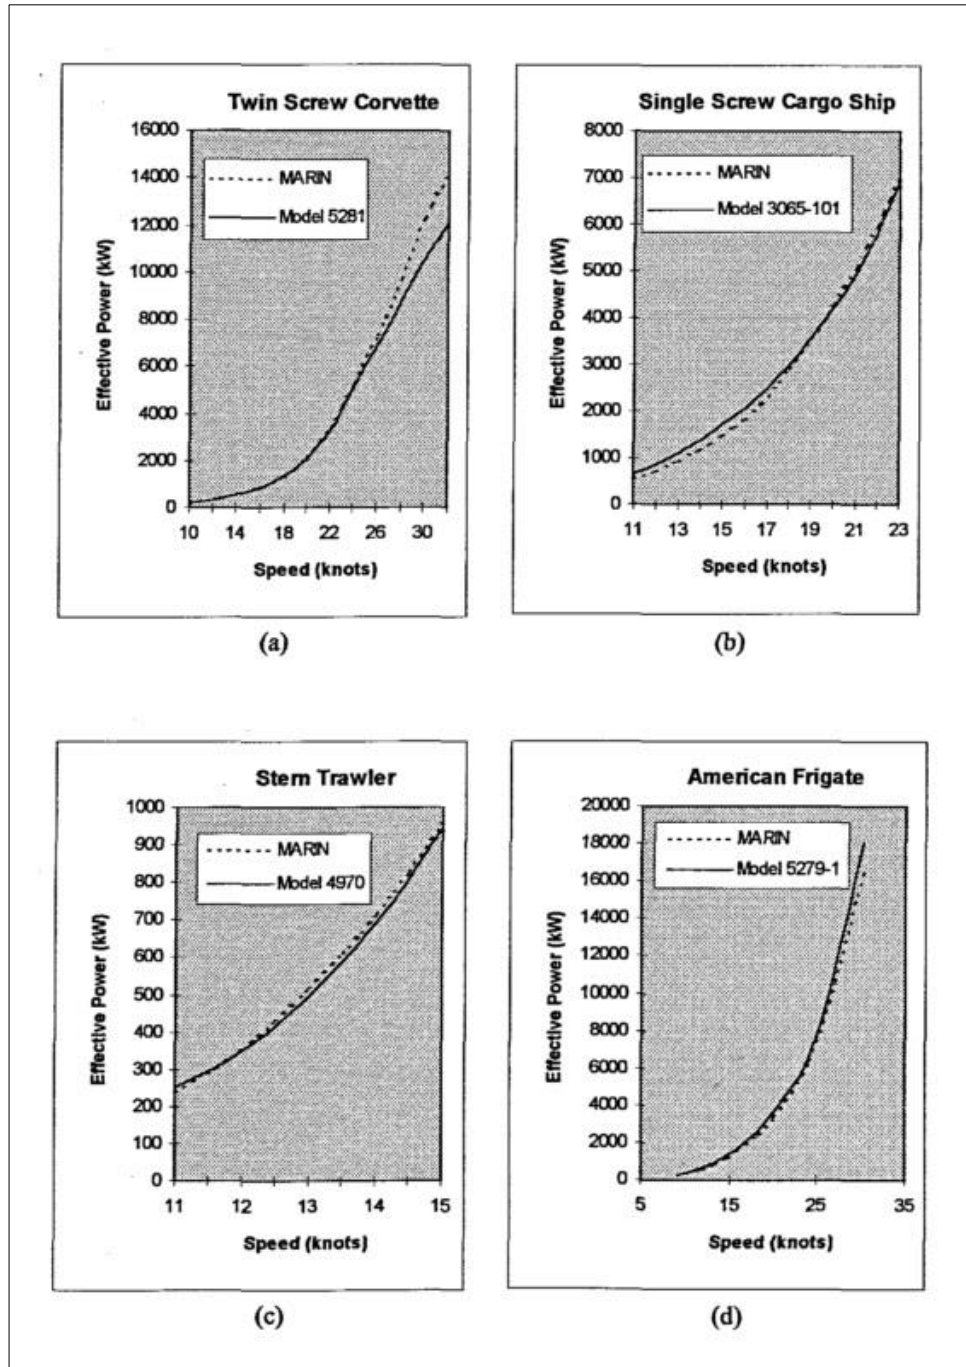 Twin Screw Corvette
16000
14000
12000
10000
8000
6000
4000
2000
0
MARIN
Model 5281
Effective Power (kW)
10 14 18 22 26 30
Speed (knots)
(a)
Single Screw Cargo Ship
8000
7000
6000
5000
4000
3000
2000
1000
0
MARIN
Model 3065-101
Effective Power (kW)
11 13 15 17 19 21 23
Speed (knots)
(b)
Stern Trawler
1000
900
800
700
600
500
400
300
200
100
0
MARIN
Model 4970
Effective Power (kW)
11 12 13 14 15
Speed (knots)
(c)
American Frigate
20000
18000
16000
14000
12000
10000
8000
6000
4000
2000
0
MARIN
Model 5279-1
Effective Power (kW)
5 15 25 35
Speed (knots)
(d)